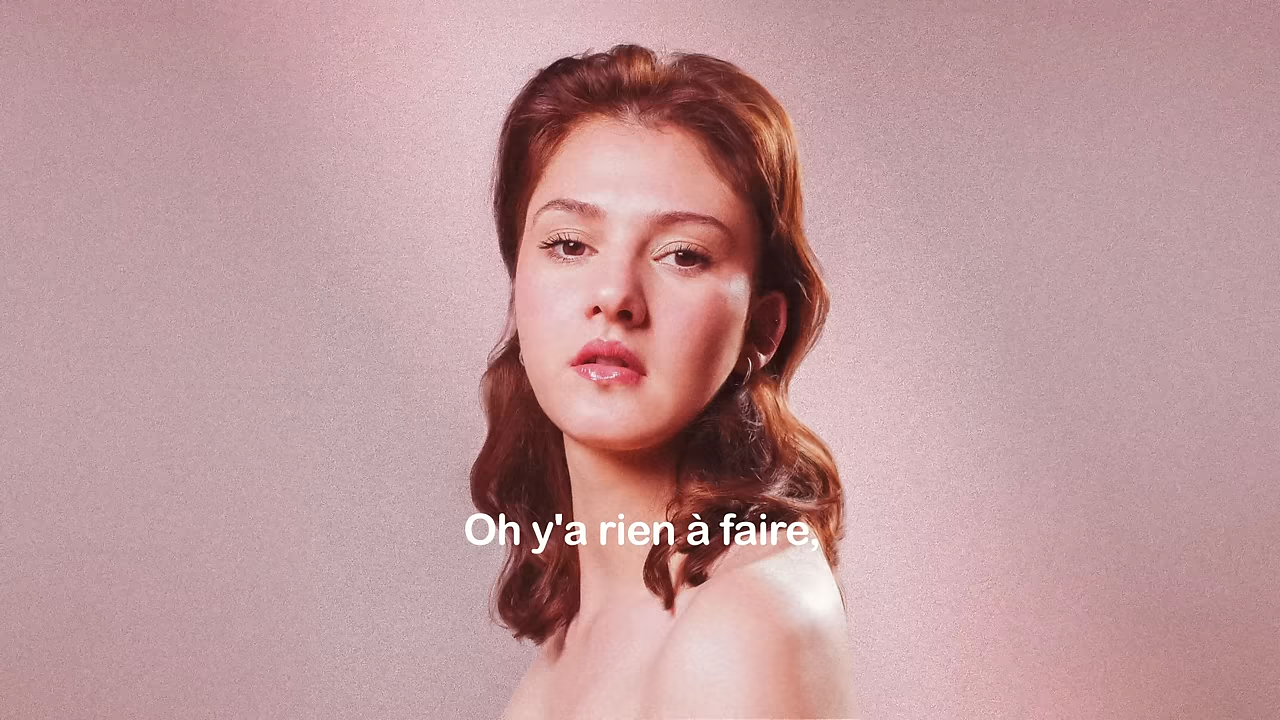 Oh y'a rien à faire,